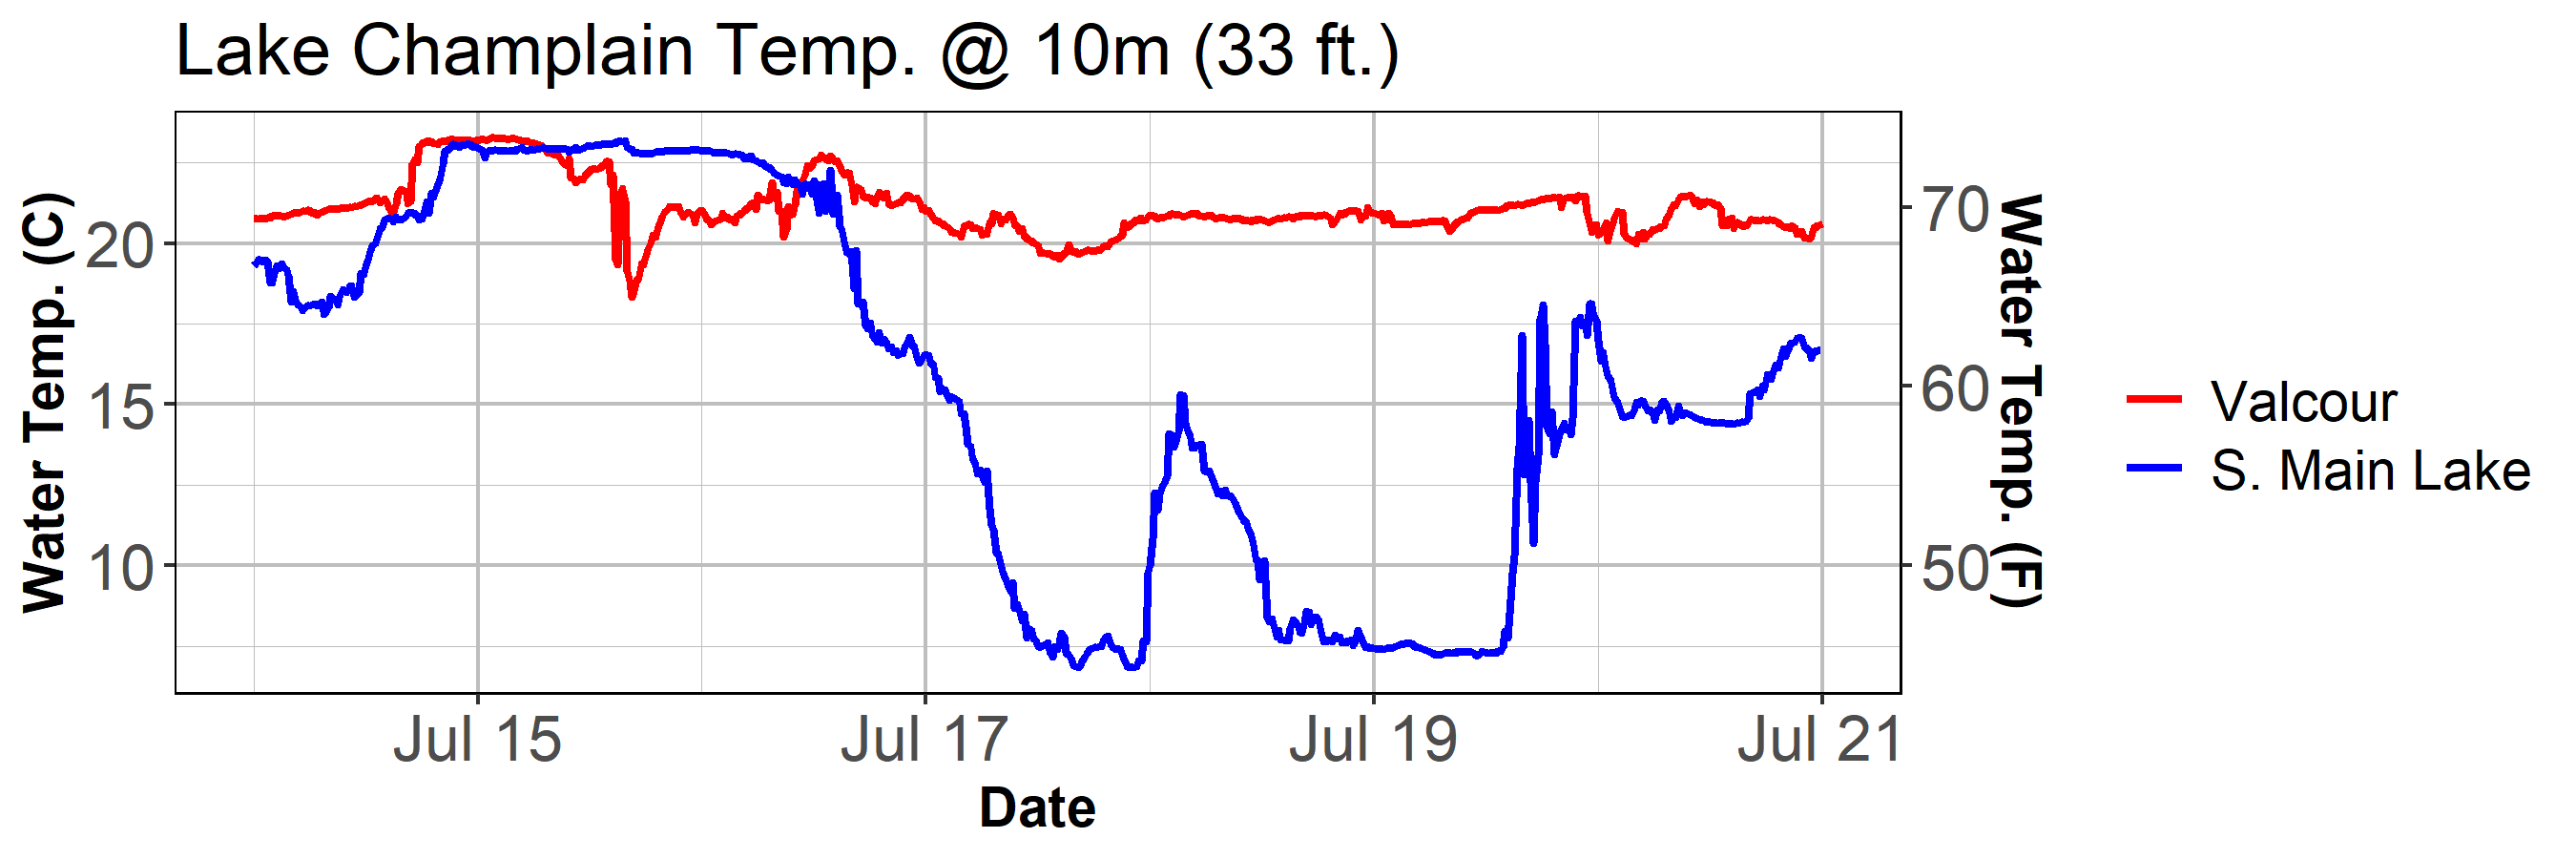 Lake Champlain Temp. @ 10m (33 ft.)
Water Temp. (C)
20
15
10
70
60
50
Water Temp. (F)
Jul 15
Jul 17
Jul 19
Jul 21
Date
Valcour
S. Main Lake